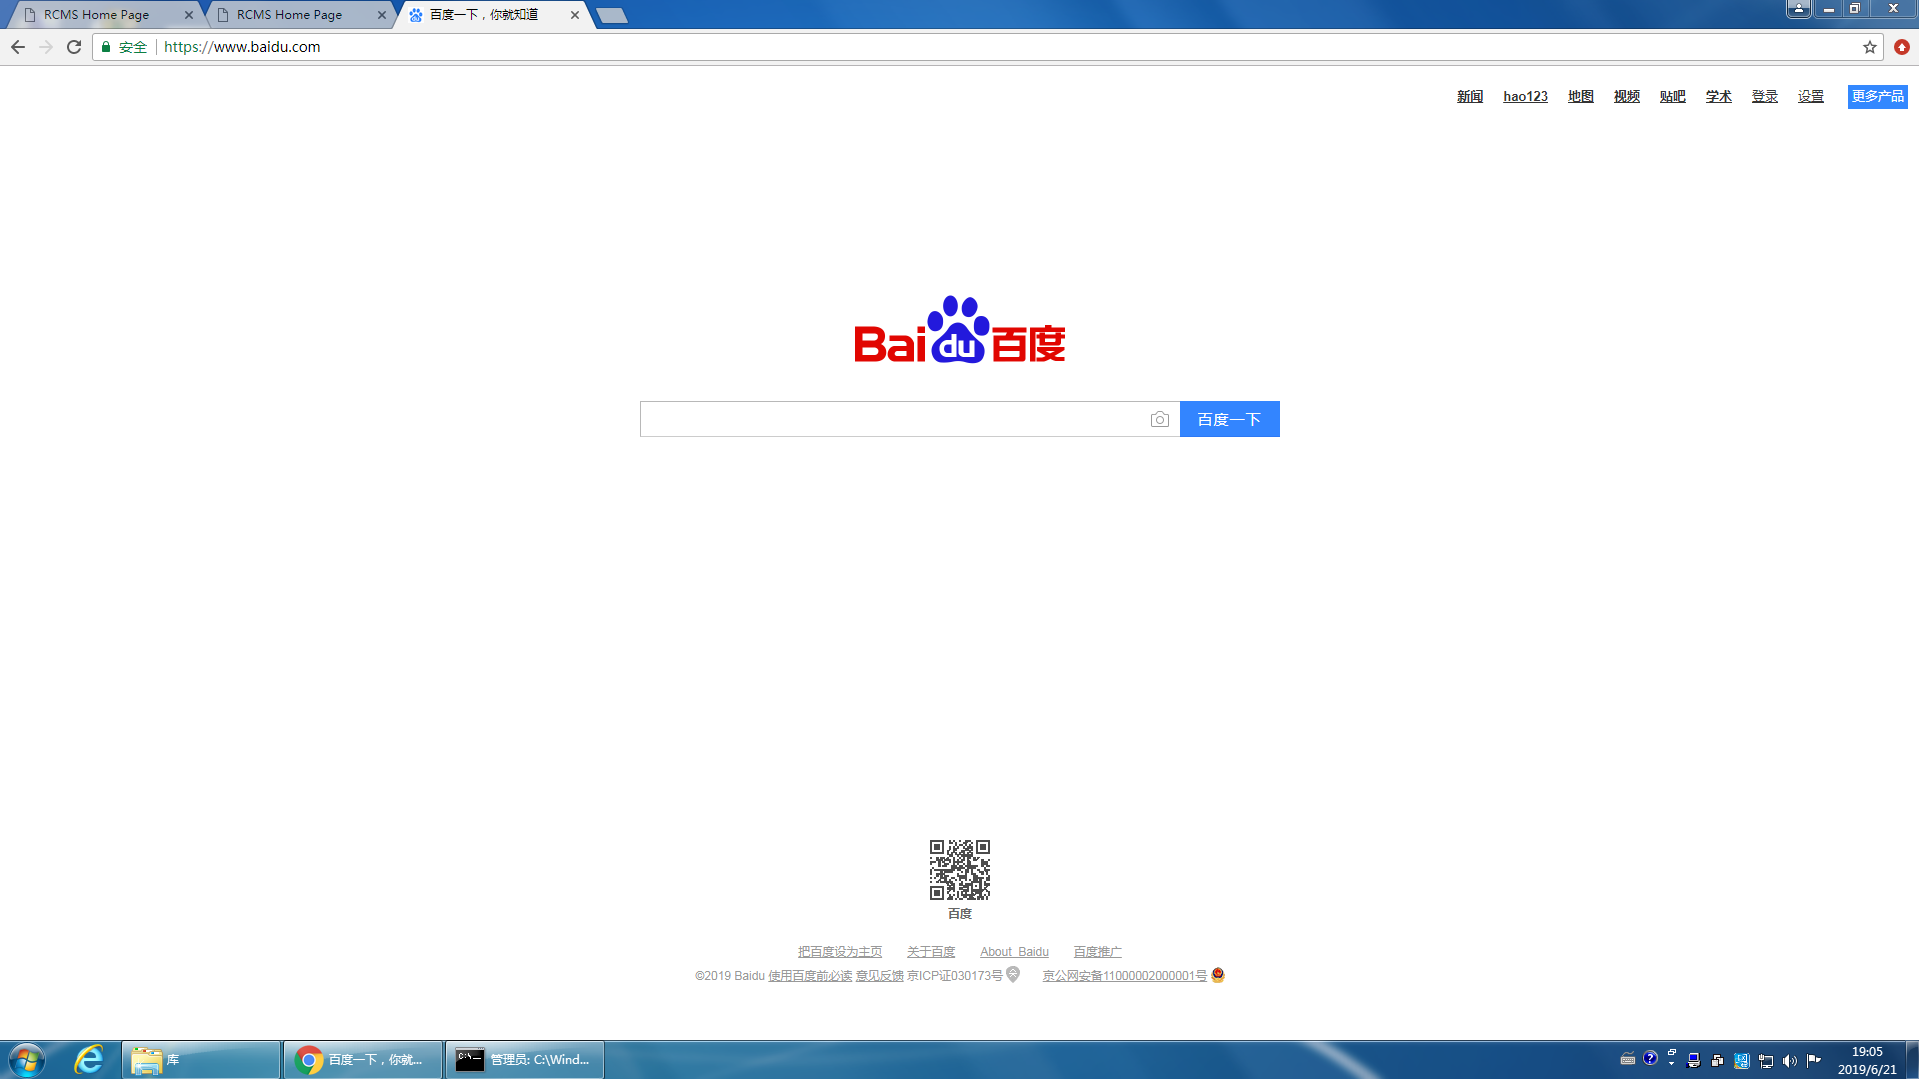 RCMS Home Page
RCMS Home Page
百度一下，你就知道
安全
https://www.baidu.com
新闻 hao123 地图 视频 贴吧 学术 登录 设置 更多产品
Baidu百度
百度一下
百度
把百度设为主页 关于百度 About Baidu 百度推广
©2019 Baidu 使用百度前必读 意见反馈 京ICP证030173号 京公网安备11000002000001号
库
百度一下，你就...
管理员: C:\Wind...
19:05
2019/6/21